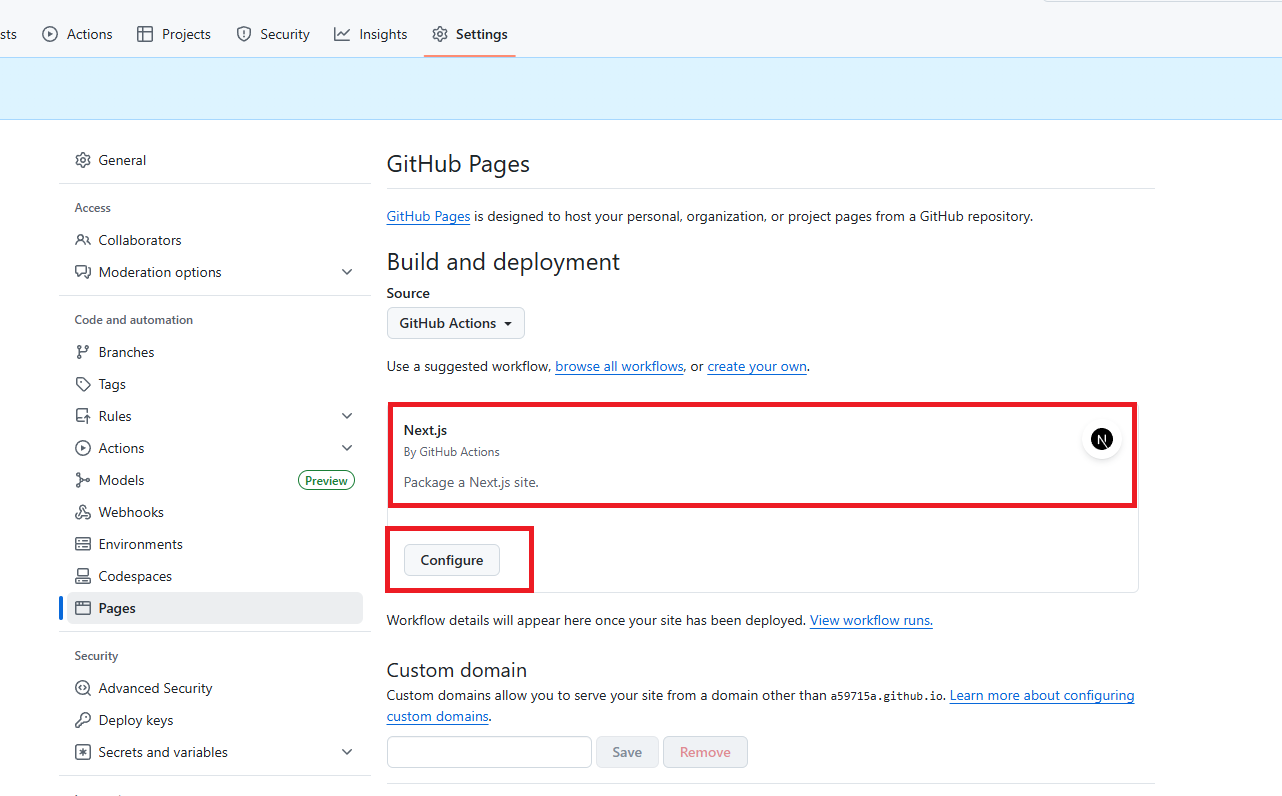 sts Actions Projects Security Insights Settings
General
Access
Collaborators
Moderation options
Code and automation
Branches
Tags
Rules
Actions
Models Preview
Webhooks
Environments
Codespaces
Pages
Security
Advanced Security
Deploy keys
Secrets and variables
GitHub Pages
GitHub Pages is designed to host your personal, organization, or project pages from a GitHub repository.
Build and deployment
Source
GitHub Actions
Use a suggested workflow, browse all workflows, or create your own.
Next.js
N
By GitHub Actions
Package a Next.js site.
Configure
Workflow details will appear here once your site has been deployed. View workflow runs.
Custom domain
Custom domains allow you to serve your site from a domain other than a59715a.github.io. Learn more about configuring
custom domains.
Save Remove